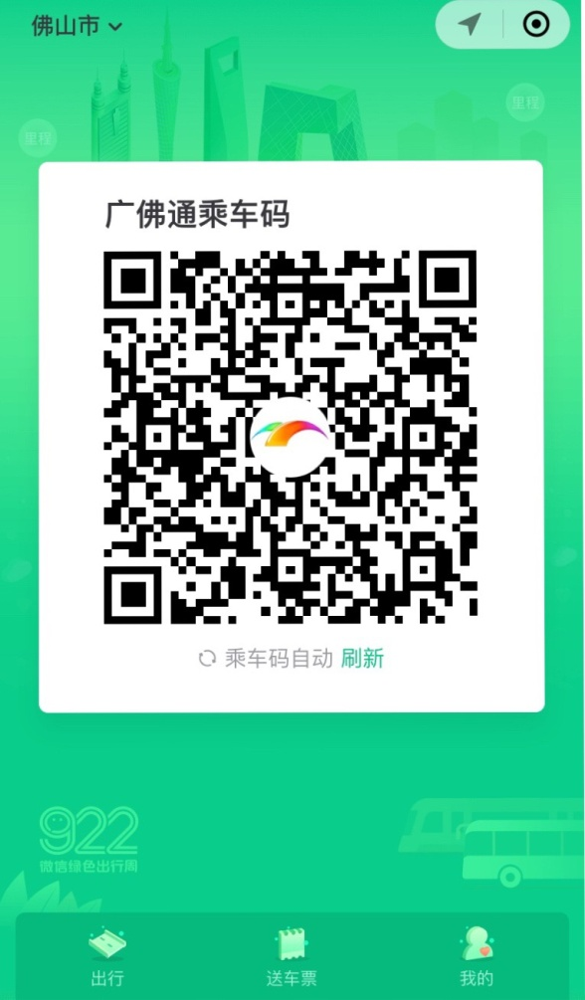 佛山市
里程
里程
广佛通乘车码
乘车码自动 刷新
922
微信绿色出行周
出行
送车票
我的